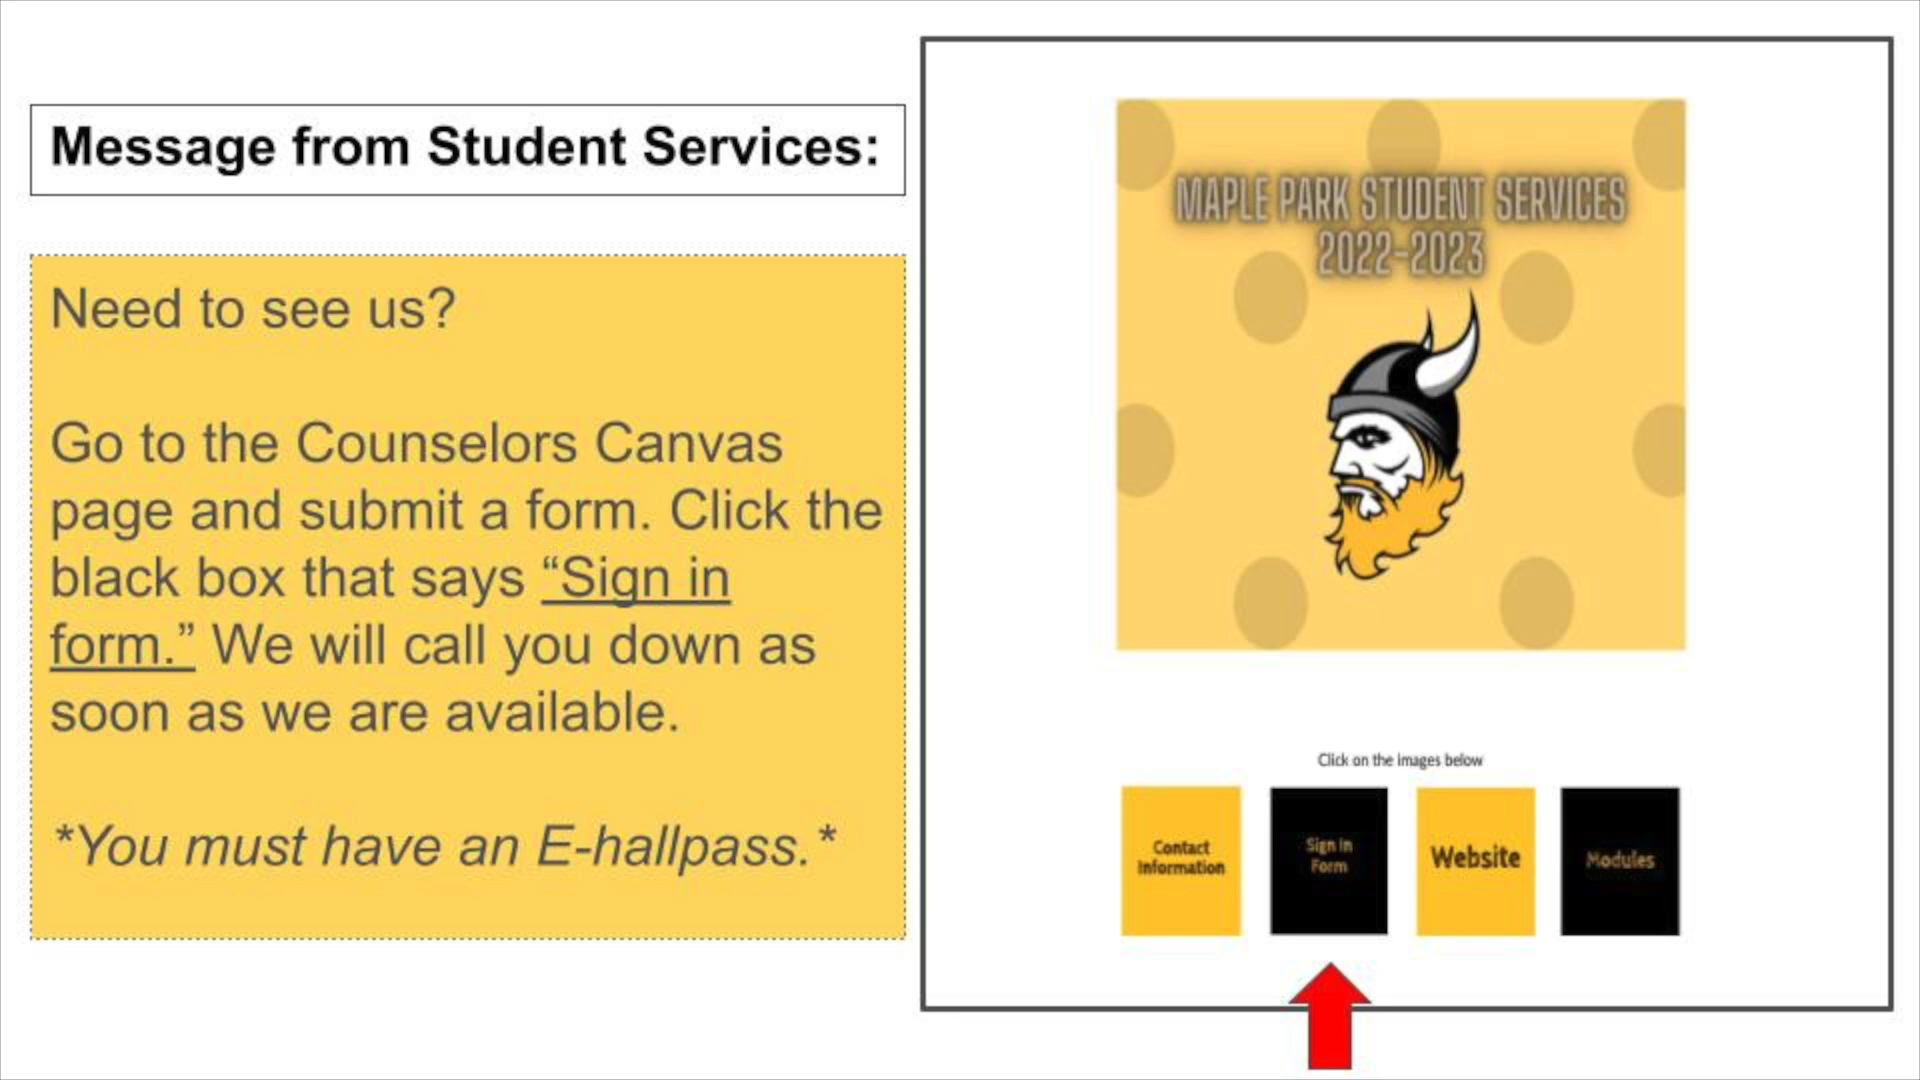 Message from Student Services:
Need to see us?
Go to the Counselors Canvas
page and submit a form. Click the
black box that says “Sign in
form.” We will call you down as
soon as we are available.
*You must have an E-hallpass.*
MAPLE PARK STUDENT SERVICES
2022-2023
Click on the images below
Contact
Information
Sign In
Form
Website
Modules